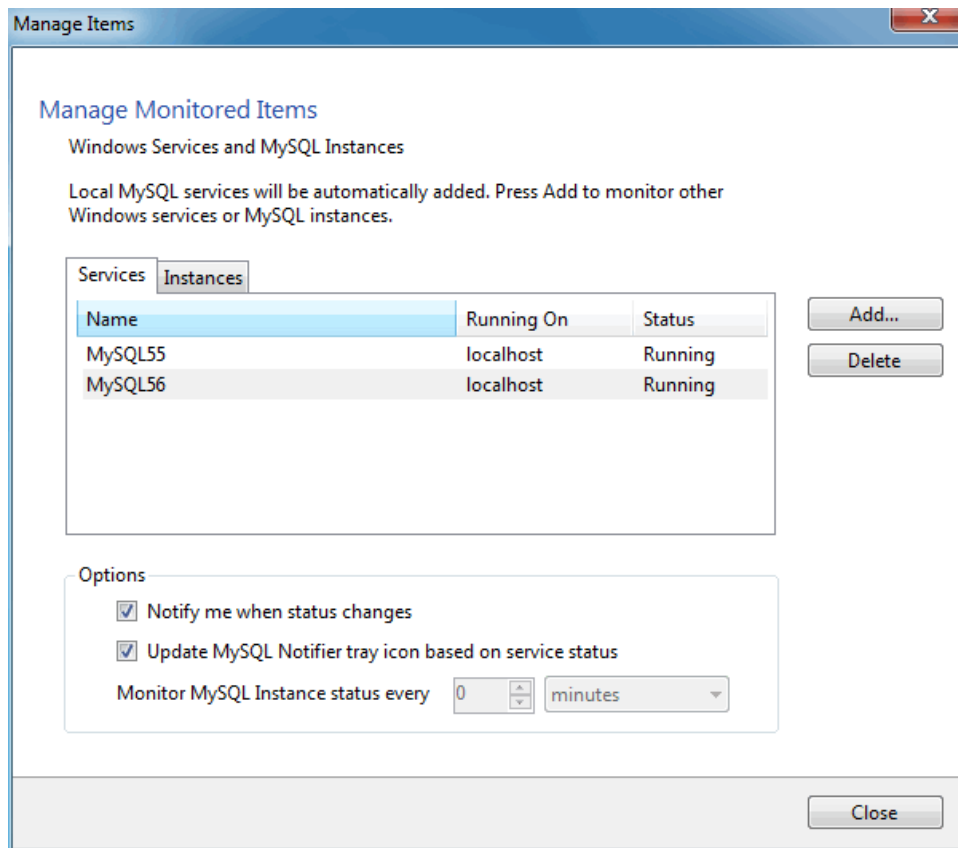 Manage Items
X
Manage Monitored Items
Windows Services and MySQL Instances
Local MySQL services will be automatically added. Press Add to monitor other
Windows services or MySQL instances.
Services Instances
Name Running On Status Add...
MySQL55 localhost Running Delete
MySQL56 localhost Running
Options
Notify me when status changes
Update MySQL Notifier tray icon based on service status
Monitor MySQL Instance status every 0 minutes
Close